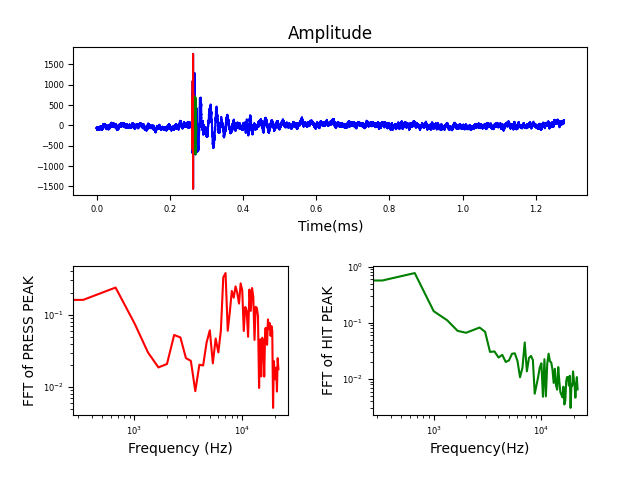 Amplitude
1500
1000
500
0
−500
−1000
−1500
0.0 0.2 0.4 0.6 0.8 1.0 1.2
Time(ms)
FFT of PRESS PEAK
10⁻¹
10⁻²
10³ 10⁴
Frequency (Hz)
FFT of HIT PEAK
10⁰
10⁻¹
10⁻²
10³ 10⁴
Frequency(Hz)